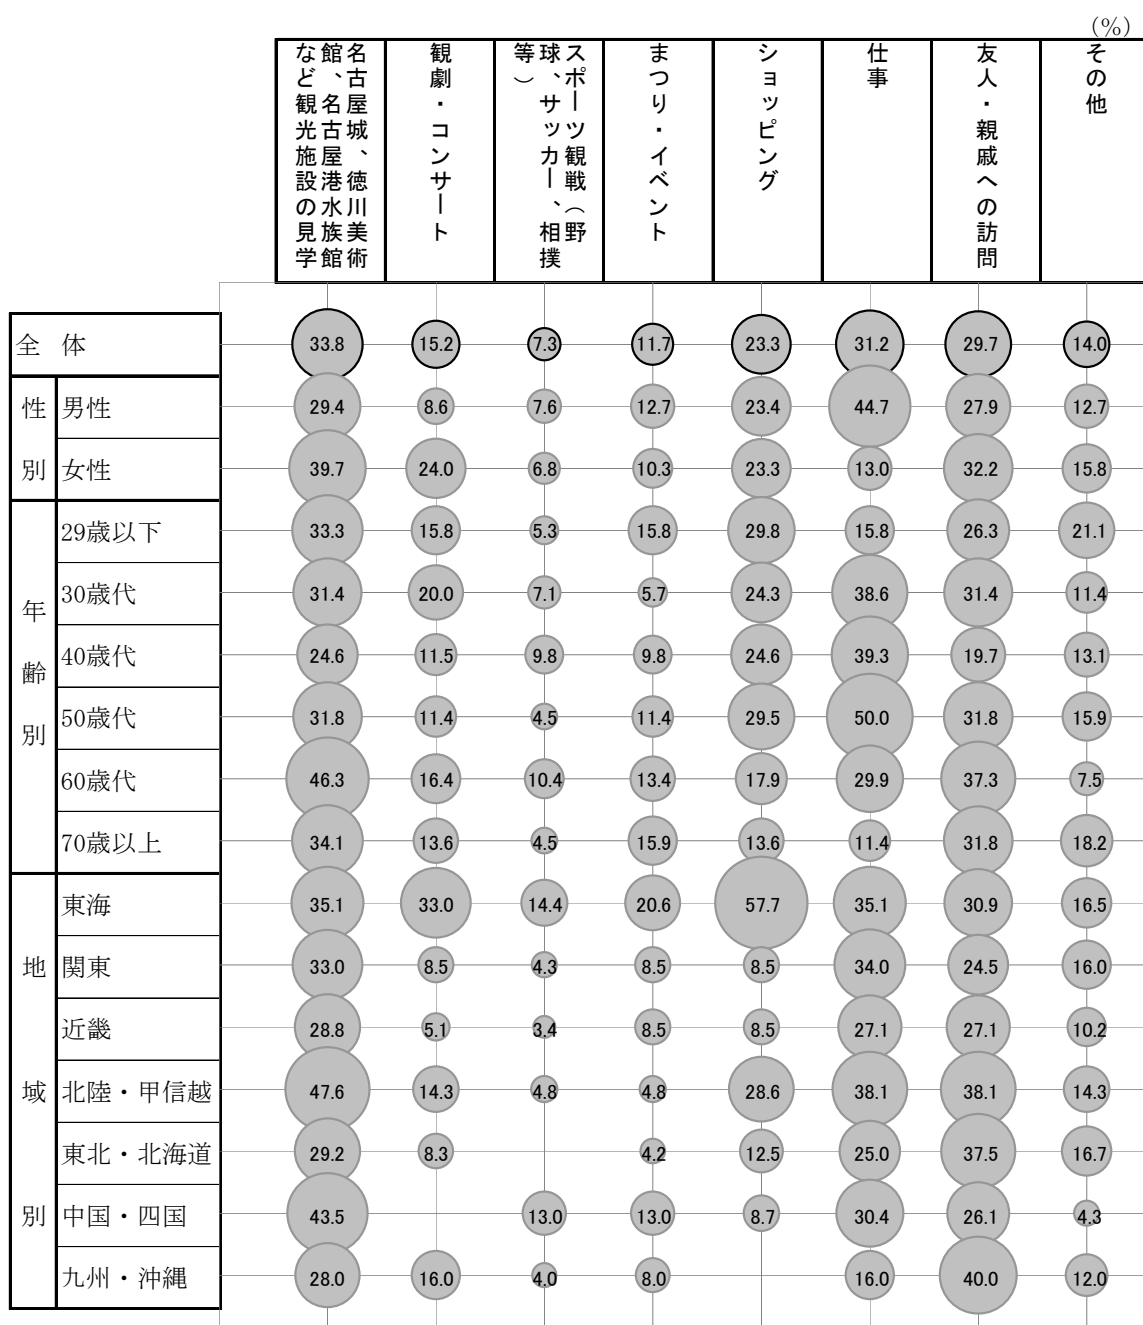 (%)
名古屋城、徳川美術
館、名古屋港水族館
など観光施設の見学
観劇・コンサート
スポーツ観戦（野
球、サッカー、相撲
等）
まつり・イベント
ショッピング
仕事
友人・親戚への訪問
その他
全 体 33.8 15.2 7.3 11.7 23.3 31.2 29.7 14.0
性別
男性 29.4 8.6 7.6 12.7 23.4 44.7 27.9 12.7
女性 39.7 24.0 6.8 10.3 23.3 13.0 32.2 15.8
年齢別
29歳以下 33.3 15.8 5.3 15.8 29.8 15.8 26.3 21.1
30歳代 31.4 20.0 7.1 5.7 24.3 38.6 31.4 11.4
40歳代 24.6 11.5 9.8 9.8 24.6 39.3 19.7 13.1
50歳代 31.8 11.4 4.5 11.4 29.5 50.0 31.8 15.9
60歳代 46.3 16.4 10.4 13.4 17.9 29.9 37.3 7.5
70歳以上 34.1 13.6 4.5 15.9 13.6 11.4 31.8 18.2
地域別
東海 35.1 33.0 14.4 20.6 57.7 35.1 30.9 16.5
関東 33.0 8.5 4.3 8.5 8.5 34.0 24.5 16.0
近畿 28.8 5.1 3.4 8.5 8.5 27.1 27.1 10.2
北陸・甲信越 47.6 14.3 4.8 4.8 28.6 38.1 38.1 14.3
東北・北海道 29.2 8.3 4.2 12.5 25.0 37.5 16.7
中国・四国 43.5 13.0 13.0 8.7 30.4 26.1 4.3
九州・沖縄 28.0 16.0 4.0 8.0 16.0 40.0 12.0